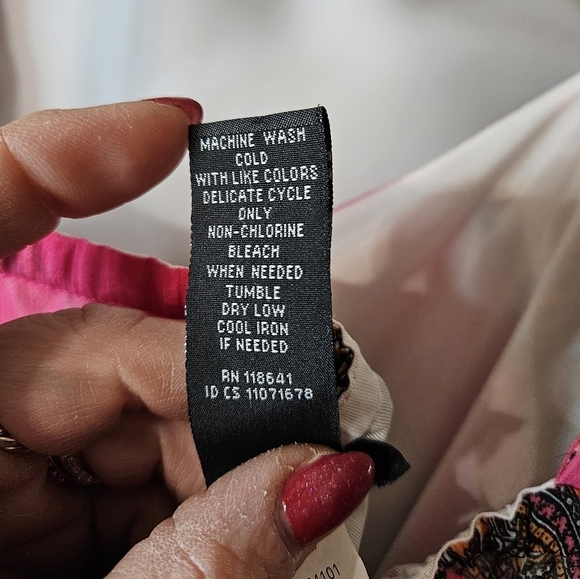 MACHINE WASH
COLD
WITH LIKE COLORS
DELICATE CYCLE
ONLY
NON-CHLORINE
BLEACH
WHEN NEEDED
TUMBLE
DRY LOW
COOL IRON
IF NEEDED
RN 118641
ID CS 11071678